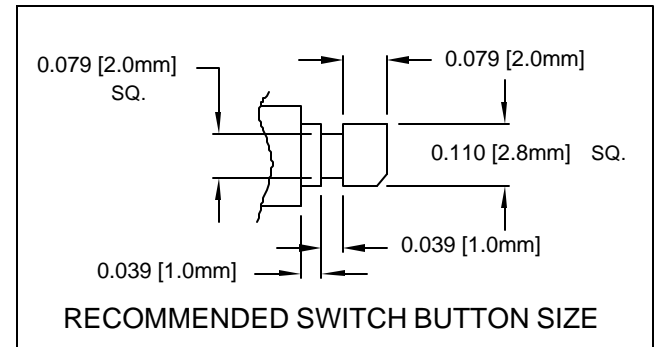 0.079 [2.0mm]
SQ.
0.079 [2.0mm]
0.110 [2.8mm] SQ.
0.039 [1.0mm]
0.039 [1.0mm]
RECOMMENDED SWITCH BUTTON SIZE